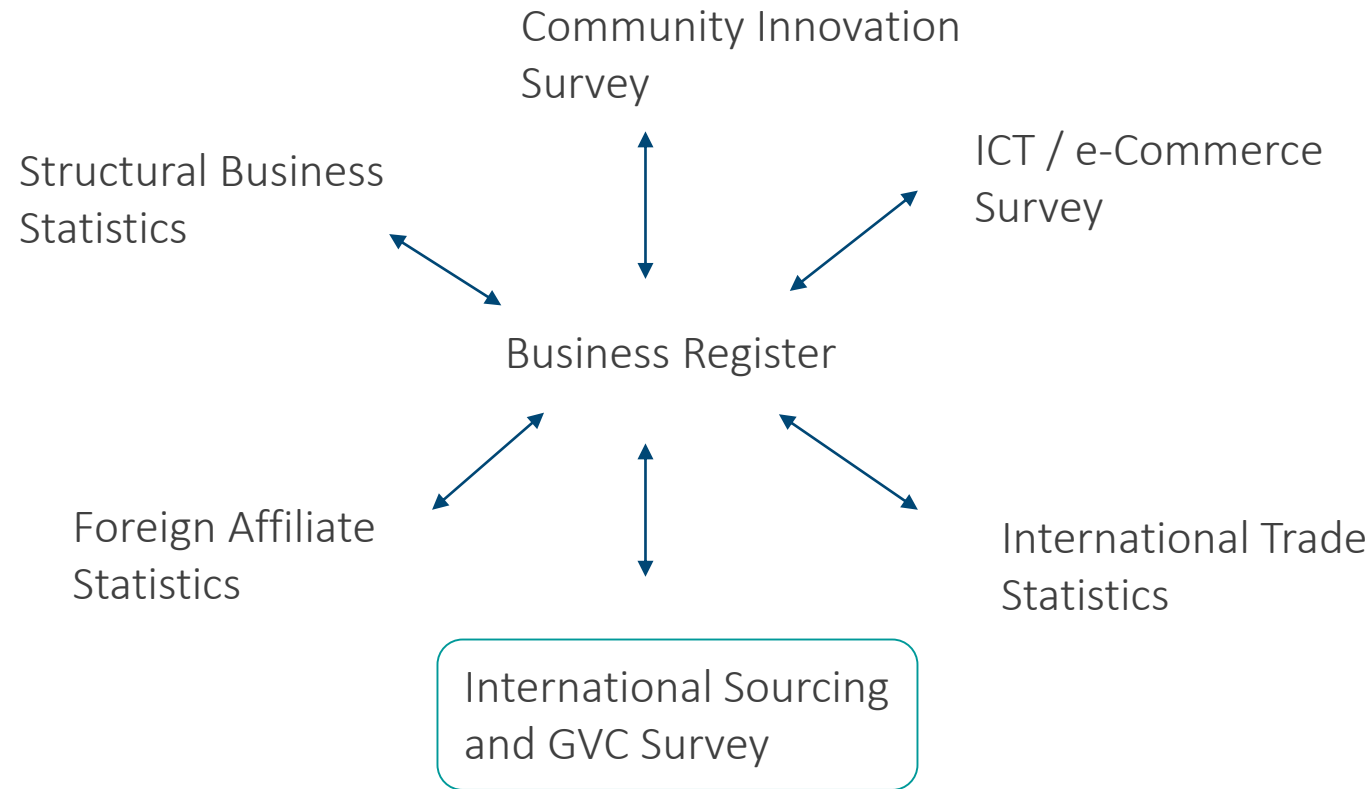 Community Innovation
Survey
ICT / e-Commerce
Survey
Structural Business
Statistics
Business Register
Foreign Affiliate
Statistics
International Trade
Statistics
International Sourcing
and GVC Survey